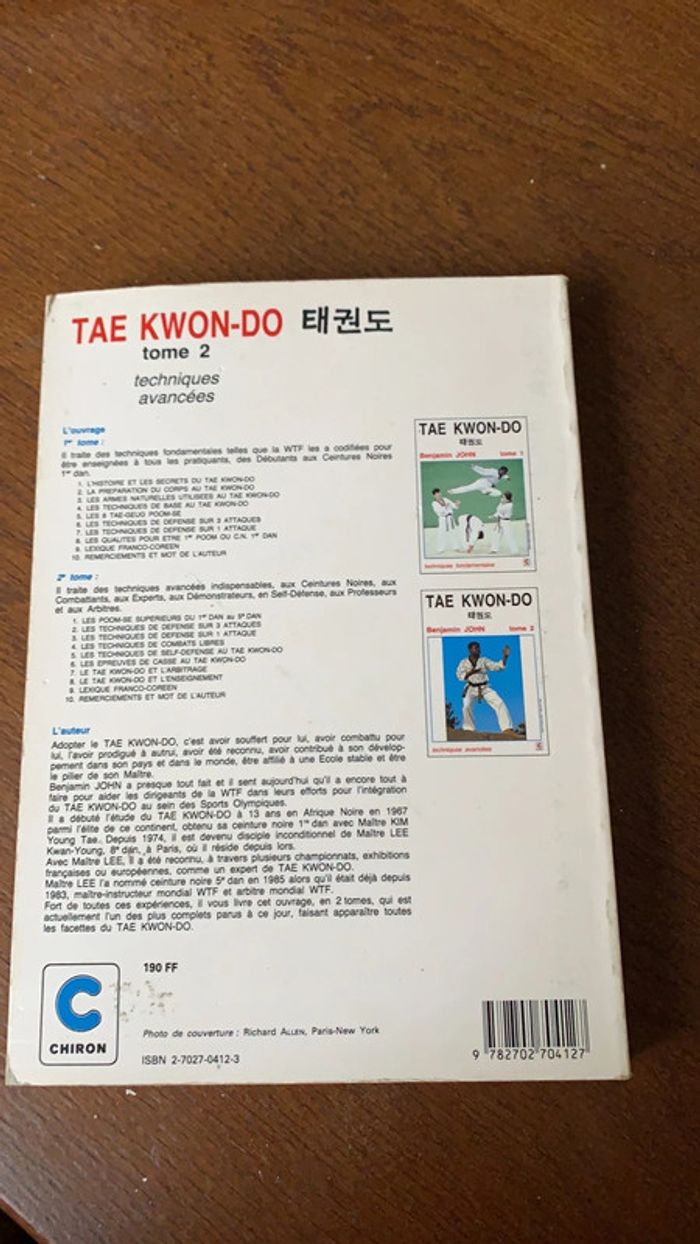 TAE KWON-DO 태권도
tome 2
techniques
avancées
L'ouvrage
1er tome :
Il traite des techniques fondamentales telles que la WTF les a codifiées pour
être enseignées à tous les pratiquants, des Débutants aux Ceintures Noires
1er dan.
1. L'HISTOIRE ET LES SECRETS DU TAE KWON-DO
2. LA PREPARATION DU CORPS AU TAE KWON-DO
3. LES ARMES NATURELLES UTILISEES AU TAE KWON-DO
4. LES TECHNIQUES DE BASE AU TAE KWON-DO
5. LES 8 TAE-GEUG POOM-SE
6. LES TECHNIQUES DE DEFENSE SUR 3 ATTAQUES
7. LES TECHNIQUES DE DEFENSE SUR 1 ATTAQUE
8. LES QUALITES POUR ETRE 1er POOM OU C.N. 1er DAN
9. LEXIQUE FRANCO-COREEN
10. REMERCIEMENTS ET MOT DE L'AUTEUR
2e tome :
Il traite des techniques avancées indispensables, aux Ceintures Noires, aux
Combattants, aux Experts, aux Démonstrateurs, en Self-Défense, aux Professeurs
et aux Arbitres.
1. LES POOM-SE SUPERIEURS DU 1er DAN au 5e DAN
2. LES TECHNIQUES DE DEFENSE SUR 3 ATTAQUES
3. LES TECHNIQUES DE DEFENSE SUR 1 ATTAQUE
4. LES TECHNIQUES DE COMBATS LIBRES
5. LES TECHNIQUES DE SELF-DEFENSE AU TAE KWON-DO
6. LES EPREUVES DE CASSE AU TAE KWON-DO
7. LE TAE KWON-DO ET L'ARBITRAGE
8. LE TAE KWON-DO ET L'ENSEIGNEMENT
9. LEXIQUE FRANCO-COREEN
10. REMERCIEMENTS ET MOT DE L'AUTEUR
L'auteur
Adopter le TAE KWON-DO, c'est avoir souffert pour lui, avoir combattu pour
lui, l'avoir prodigué à autrui, avoir été reconnu, avoir contribué à son dévelop-
pement dans son pays et dans le monde, être affilié à une Ecole stable et être
le pilier de son Maître.
Benjamin JOHN a presque tout fait et il sent aujourd'hui qu'il a encore tout à
faire pour aider les dirigeants de la WTF dans leurs efforts pour l'intégration
du TAE KWON-DO au sein des Sports Olympiques.
Il a débuté l'étude du TAE KWON-DO à 13 ans en Afrique Noire en 1967
parmi l'élite de ce continent, obtenu sa ceinture noire 1er dan avec Maître KIM
Young Tae. Depuis 1974, il est devenu disciple inconditionnel de Maître LEE
Kwan-Young, 8e dan, à Paris, où il réside depuis lors.
Avec Maître LEE, il a été reconnu, à travers plusieurs championnats, exhibitions
françaises ou européennes, comme un expert de TAE KWON-DO.
Maître LEE l'a nommé ceinture noire 5e dan en 1985 alors qu'il était déjà depuis
1983, maître-instructeur mondial WTF et arbitre mondial WTF.
Fort de toutes ces expériences, il vous livre cet ouvrage, en 2 tomes, qui est
actuellement l'un des plus complets parus à ce jour, faisant apparaître toutes
les facettes du TAE KWON-DO.
TAE KWON-DO
태권도
Benjamin JOHN tome 1
techniques fondamentales
TAE KWON-DO
태권도
Benjamin JOHN tome 2
techniques avancées
190 FF
C
CHIRON
Photo de couverture : Richard ALLEN, Paris-New York
ISBN 2-7027-0412-3
9 782702 704127